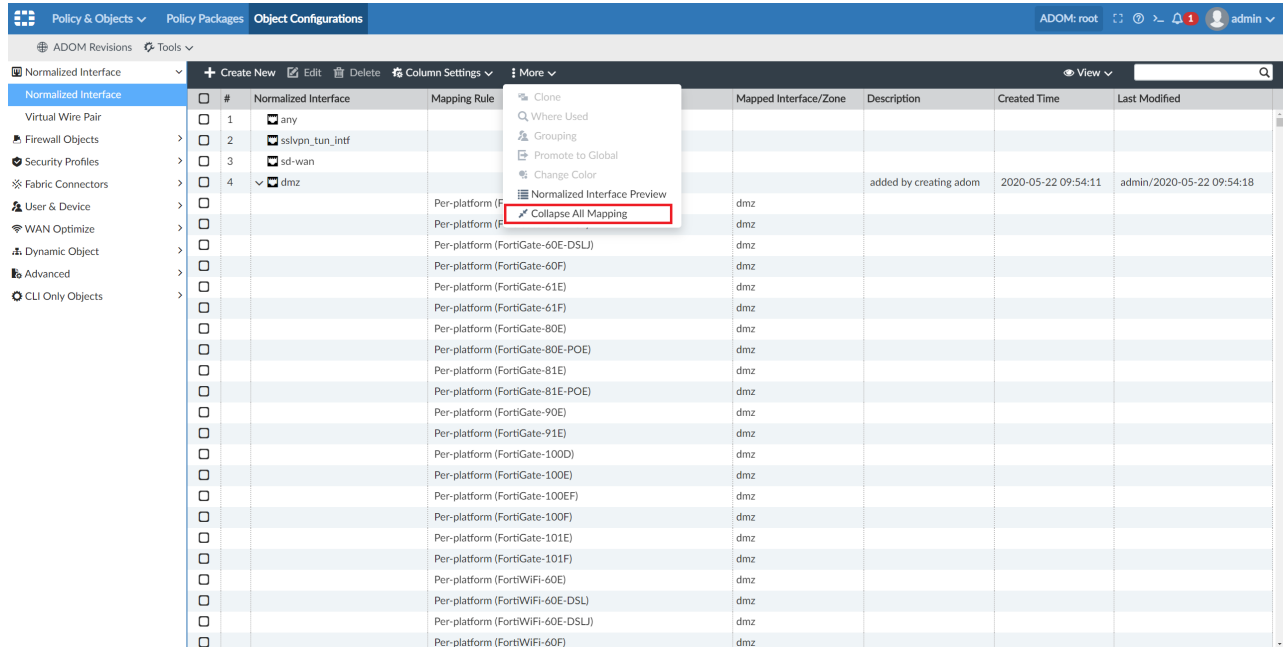 Policy & Objects Policy Packages Object Configurations ADOM: root 1 admin
ADOM Revisions Tools
Normalized Interface Create New Edit Delete Column Settings More View
Normalized Interface # Normalized Interface Mapping Rule Mapped Interface/Zone Description Created Time Last Modified
Clone
Virtual Wire Pair 1 any
Where Used
Firewall Objects 2 sslvpn_tun_intf
Grouping
Security Profiles 3 sd-wan
Promote to Global
Change Color
Fabric Connectors 4 dmz added by creating adom 2020-05-22 09:54:11 admin/2020-05-22 09:54:18
Normalized Interface Preview
User & Device Per-platform dmz
Collapse All Mapping
WAN Optimize Per-platform dmz
Dynamic Object Per-platform (FortiGate-60E-DSLJ) dmz
Advanced Per-platform (FortiGate-60F) dmz
CLI Only Objects Per-platform (FortiGate-61E) dmz
Per-platform (FortiGate-61F) dmz
Per-platform (FortiGate-80E) dmz
Per-platform (FortiGate-80E-POE) dmz
Per-platform (FortiGate-81E) dmz
Per-platform (FortiGate-81E-POE) dmz
Per-platform (FortiGate-90E) dmz
Per-platform (FortiGate-91E) dmz
Per-platform (FortiGate-100D) dmz
Per-platform (FortiGate-100E) dmz
Per-platform (FortiGate-100EF) dmz
Per-platform (FortiGate-100F) dmz
Per-platform (FortiGate-101E) dmz
Per-platform (FortiGate-101F) dmz
Per-platform (FortiWiFi-60E) dmz
Per-platform (FortiWiFi-60E-DSL) dmz
Per-platform (FortiWiFi-60E-DSLJ) dmz
Per-platform (FortiWiFi-60F) dmz